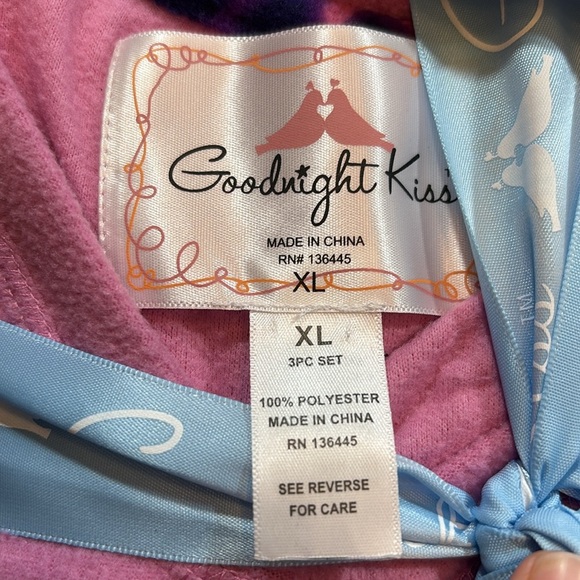 Goodnight Kiss
MADE IN CHINA
RN# 136445
XL
XL
3PC SET
100% POLYESTER
MADE IN CHINA
RN 136445
SEE REVERSE
FOR CARE